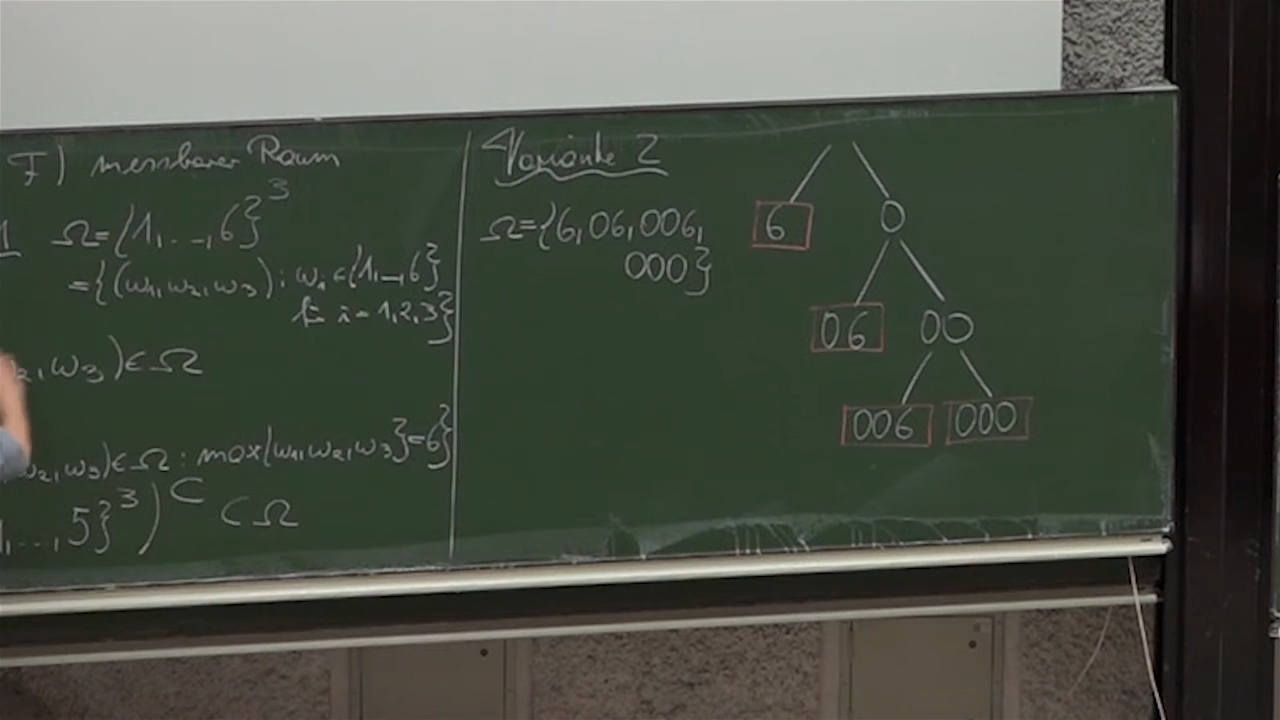 F) messbarer Raum
1 Ω={1,...,6}³
={(ω₁,ω₂,ω₃): ωᵢ∈{1,...,6}
für i=1,2,3}
₂,ω₃)∈Ω
ω₂,ω₃)∈Ω: max{ω₁,ω₂,ω₃}=6}
1,...,5}³)ᶜ ⊂Ω
Variante 2
Ω={6,06,006,
000}
6 0
06 00
006 000